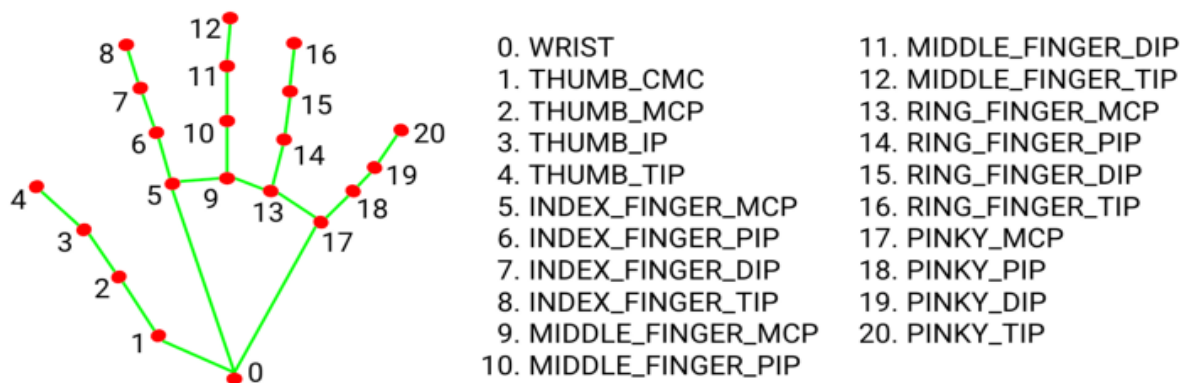 12
8
16
11
7
15
10
6
20
14
4
5
9
19
13
18
3
17
2
1
0
0. WRIST
1. THUMB_CMC
2. THUMB_MCP
3. THUMB_IP
4. THUMB_TIP
5. INDEX_FINGER_MCP
6. INDEX_FINGER_PIP
7. INDEX_FINGER_DIP
8. INDEX_FINGER_TIP
9. MIDDLE_FINGER_MCP
10. MIDDLE_FINGER_PIP
11. MIDDLE_FINGER_DIP
12. MIDDLE_FINGER_TIP
13. RING_FINGER_MCP
14. RING_FINGER_PIP
15. RING_FINGER_DIP
16. RING_FINGER_TIP
17. PINKY_MCP
18. PINKY_PIP
19. PINKY_DIP
20. PINKY_TIP